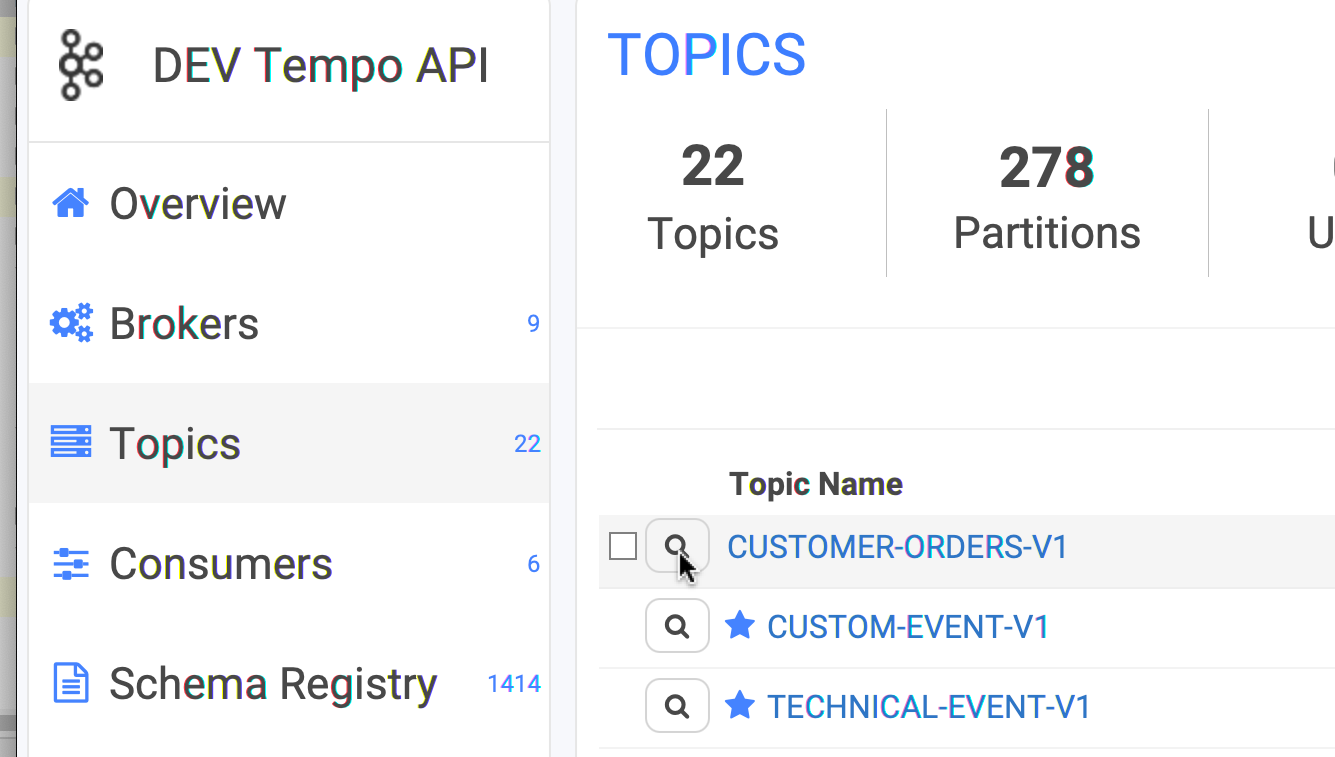 DEV Tempo API
Overview
Brokers 9
Topics 22
Consumers 6
Schema Registry 1414
TOPICS
22
Topics
278
Partitions
Topic Name
CUSTOMER-ORDERS-V1
CUSTOM-EVENT-V1
TECHNICAL-EVENT-V1